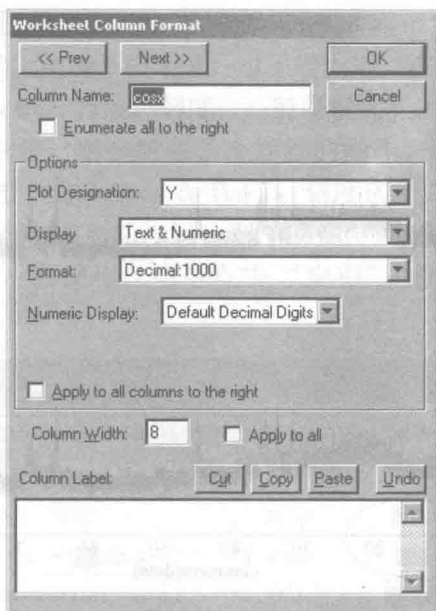 Worksheet Column Format
<< Prev Next >> OK
Column Name: cosx Cancel
Enumerate all to the right
Options
Plot Designation: Y
Display Text & Numeric
Format: Decimal:1000
Numeric Display: Default Decimal Digits
Apply to all columns to the right
Column Width: 8 Apply to all
Column Label: Cut Copy Paste Undo